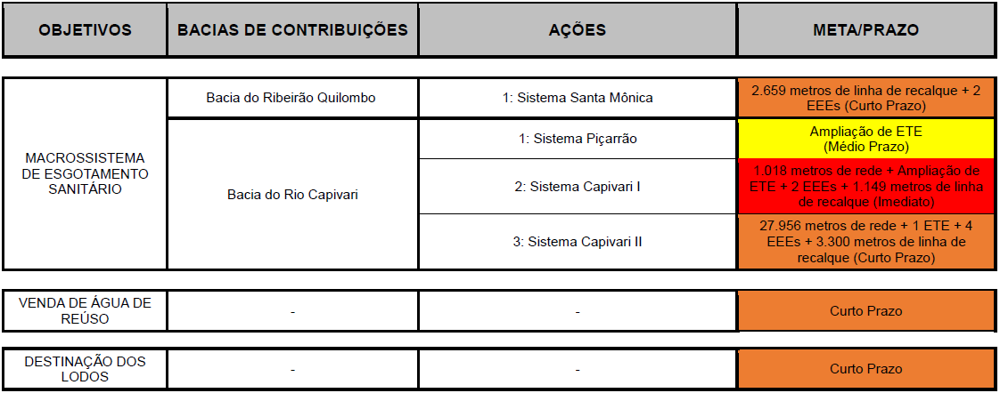 OBJETIVOS
BACIAS DE CONTRIBUIÇÕES
AÇÕES
META/PRAZO
MACROSSISTEMA
DE ESGOTAMENTO
SANITÁRIO
Bacia do Ribeirão Quilombo
1: Sistema Santa Mônica
2.659 metros de linha de recalque + 2
EEEs (Curto Prazo)
Bacia do Rio Capivari
1: Sistema Piçarrão
Ampliação de ETE
(Médio Prazo)
2: Sistema Capivari I
1.018 metros de rede + Ampliação de
ETE + 2 EEEs + 1.149 metros de linha
de recalque (Imediato)
3: Sistema Capivari II
27.956 metros de rede + 1 ETE + 4
EEEs + 3.300 metros de linha de
recalque (Curto Prazo)
VENDA DE ÁGUA DE
REÚSO
-
-
Curto Prazo
DESTINAÇÃO DOS
LODOS
-
-
Curto Prazo